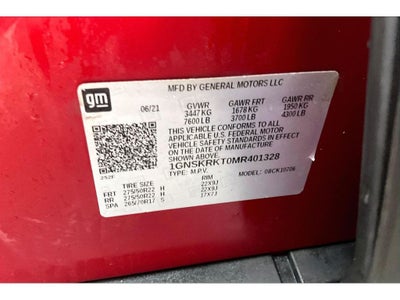 MFD BY GENERAL MOTORS LLC
gm
06/21
GVWR GAWR FRT GAWR RR
3447 KG 1678 KG 1950 KG
7600 LB 3700 LB 4300 LB
THIS VEHICLE CONFORMS TO ALL
APPLICABLE U.S. FEDERAL MOTOR
VEHICLE SAFETY
STANDARDS IN EFFECT ON THE
DATE OF MANUFACTURE SHOWN ABOVE.
1GNSKRKT0MR401328
TYPE: M.P.V. MODEL: 0BCK10706
TIRE SIZE RIM
FRT 275/50R22 H 22X9J
RR 275/50R22 H 22X9J
SPA 265/70R17 S 17X7J